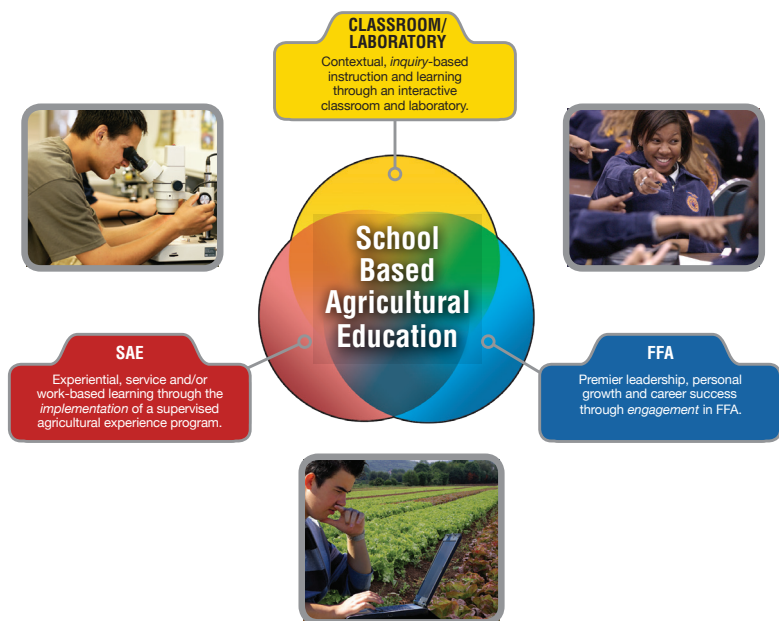 CLASSROOM/
LABORATORY
Contextual, inquiry-based
instruction and learning
through an interactive
classroom and laboratory.
School
Based
Agricultural
Education
SAE
Experiential, service and/or
work-based learning through the
implementation of a supervised
agricultural experience program.
FFA
Premier leadership, personal
growth and career success
through engagement in FFA.